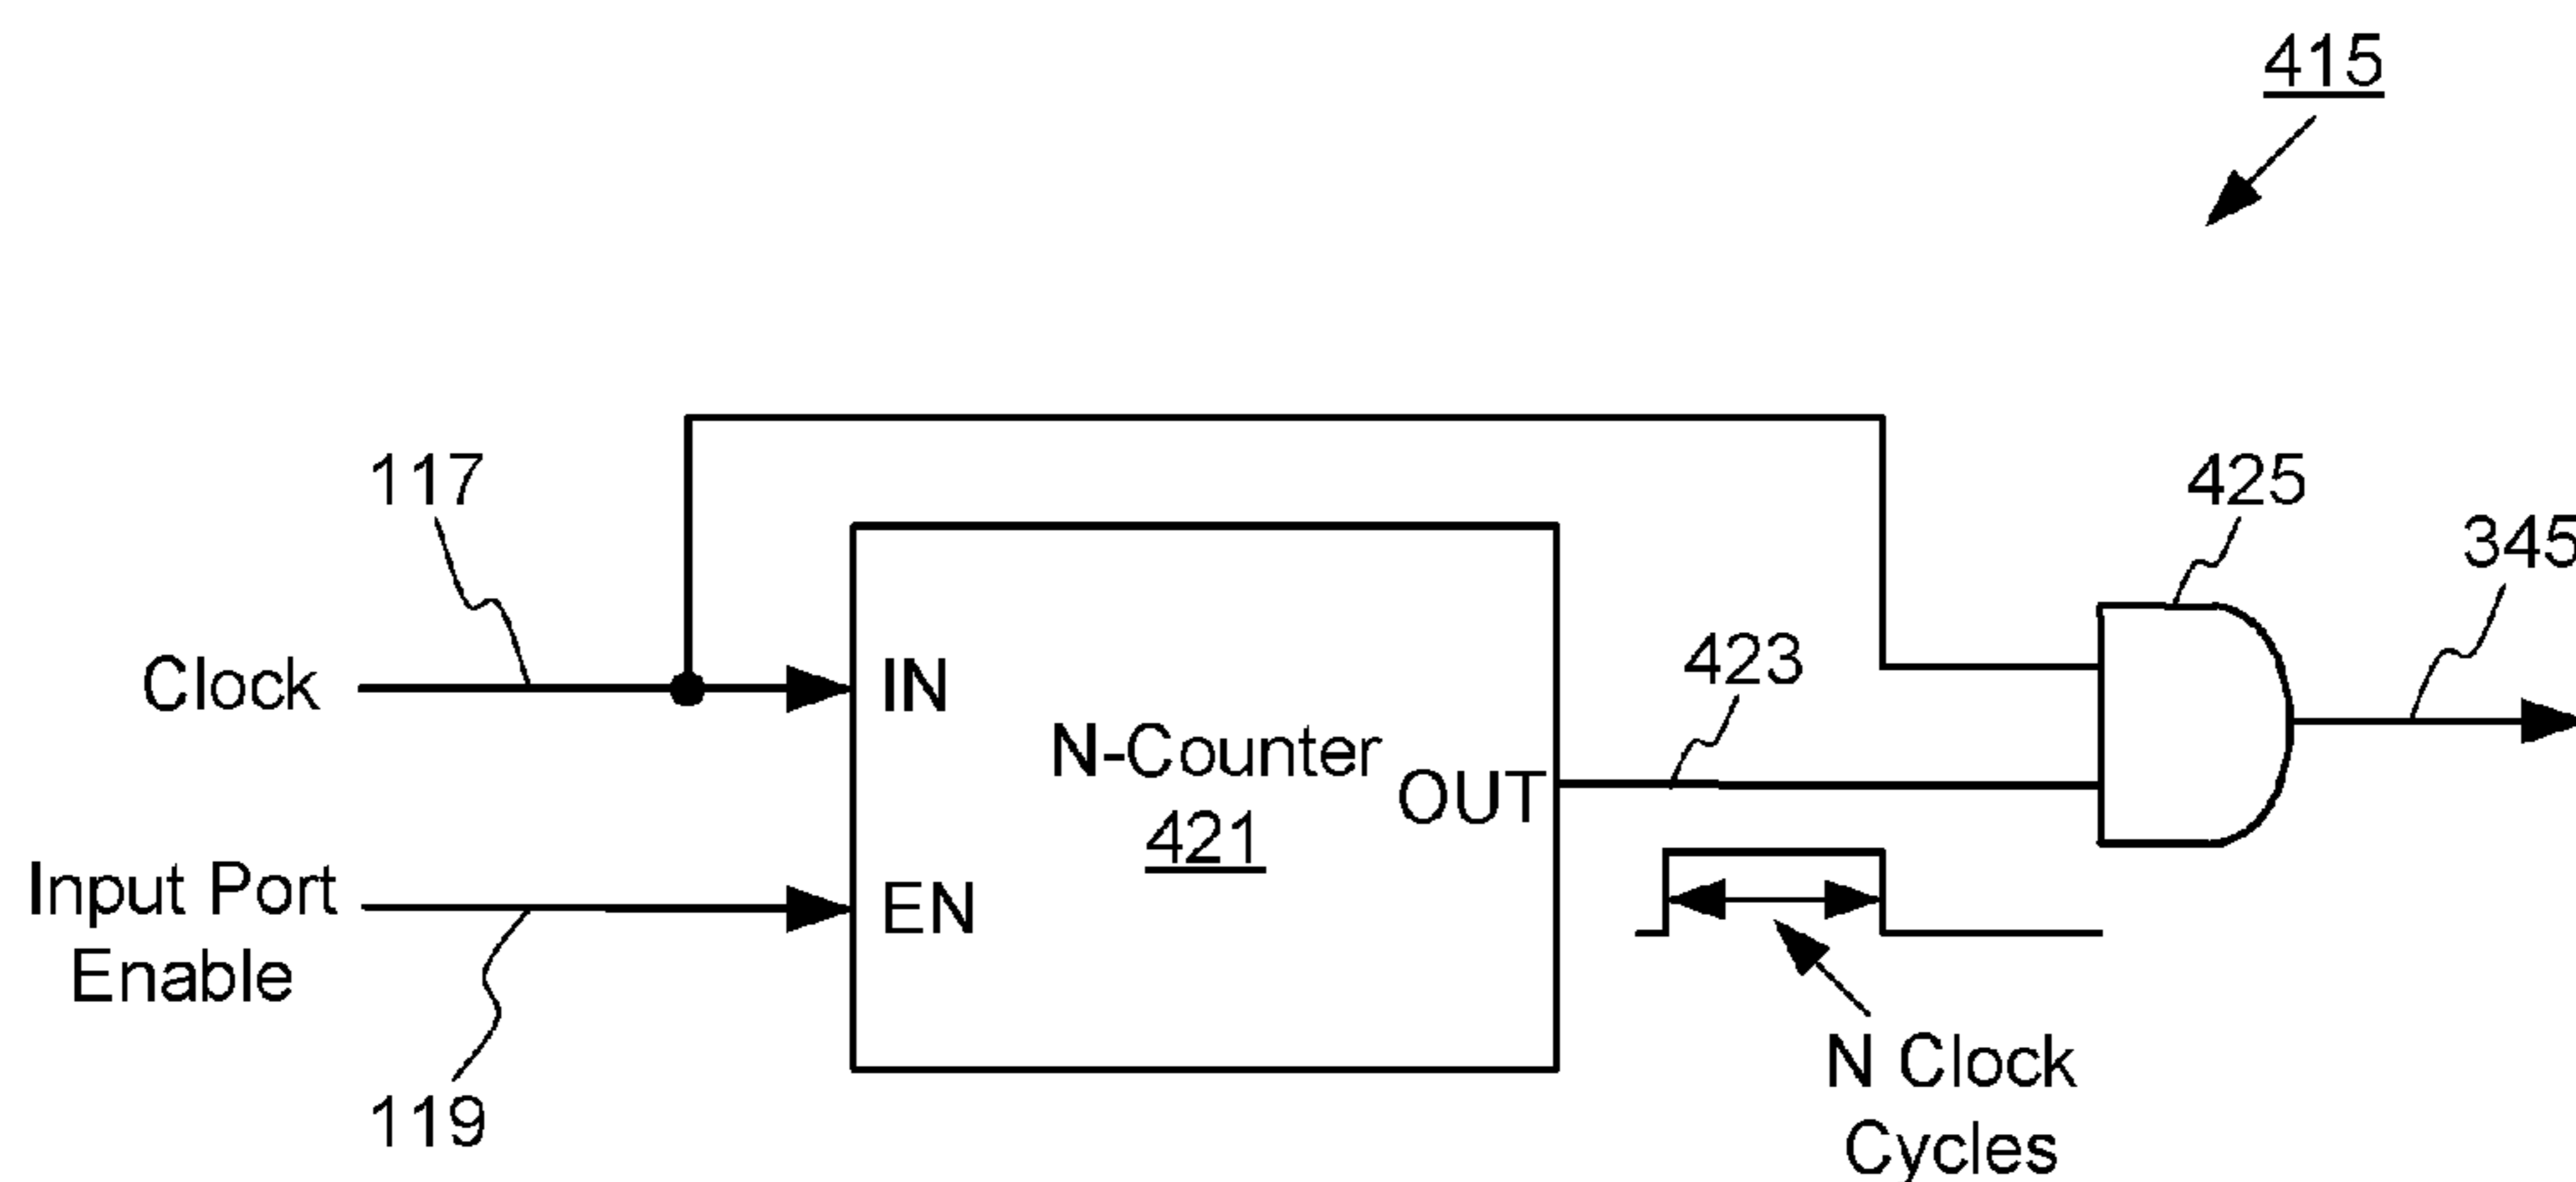 415
117
425
345
423
Clock
IN
N-Counter
421
OUT
Input Port
Enable
EN
119
N Clock
Cycles